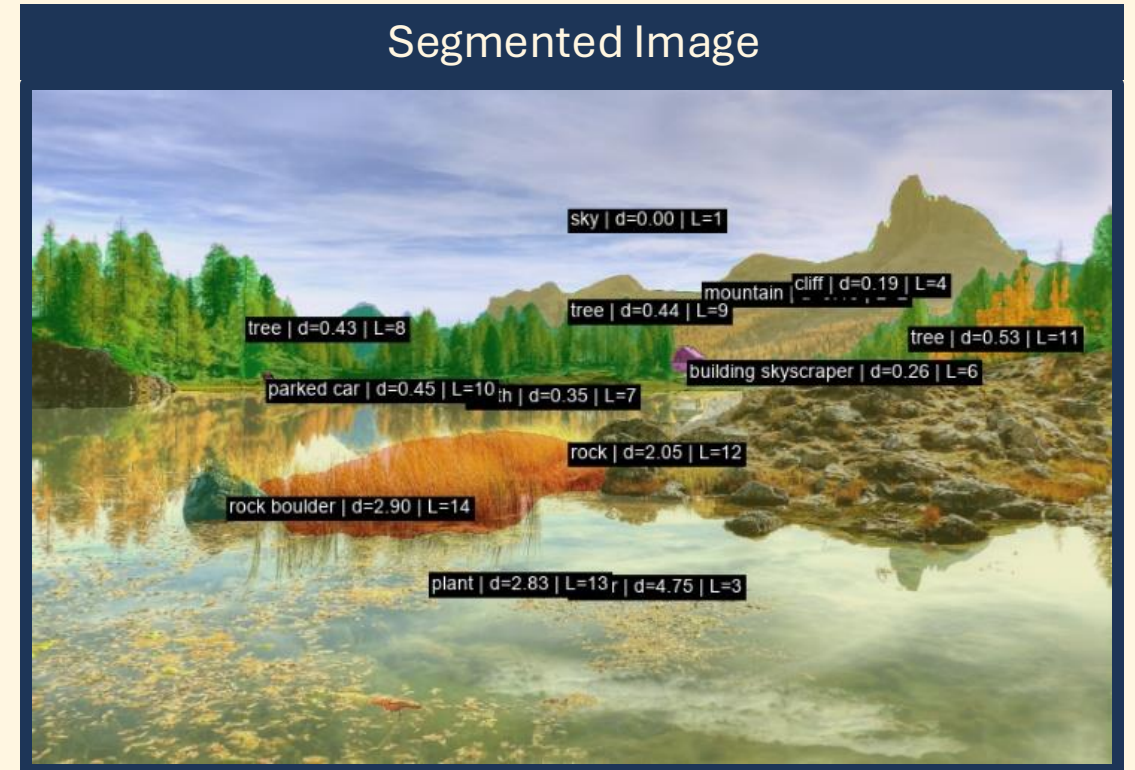 Segmented Image
sky | d=0.00 | L=1
cliff | d=0.19 | L=4
mountain |
tree | d=0.44 | L=9
tree | d=0.43 | L=8
tree | d=0.53 | L=11
building skyscraper | d=0.26 | L=6
parked car | d=0.45 | L=10
th | d=0.35 | L=7
rock | d=2.05 | L=12
rock boulder | d=2.90 | L=14
plant | d=2.83 | L=13
r | d=4.75 | L=3